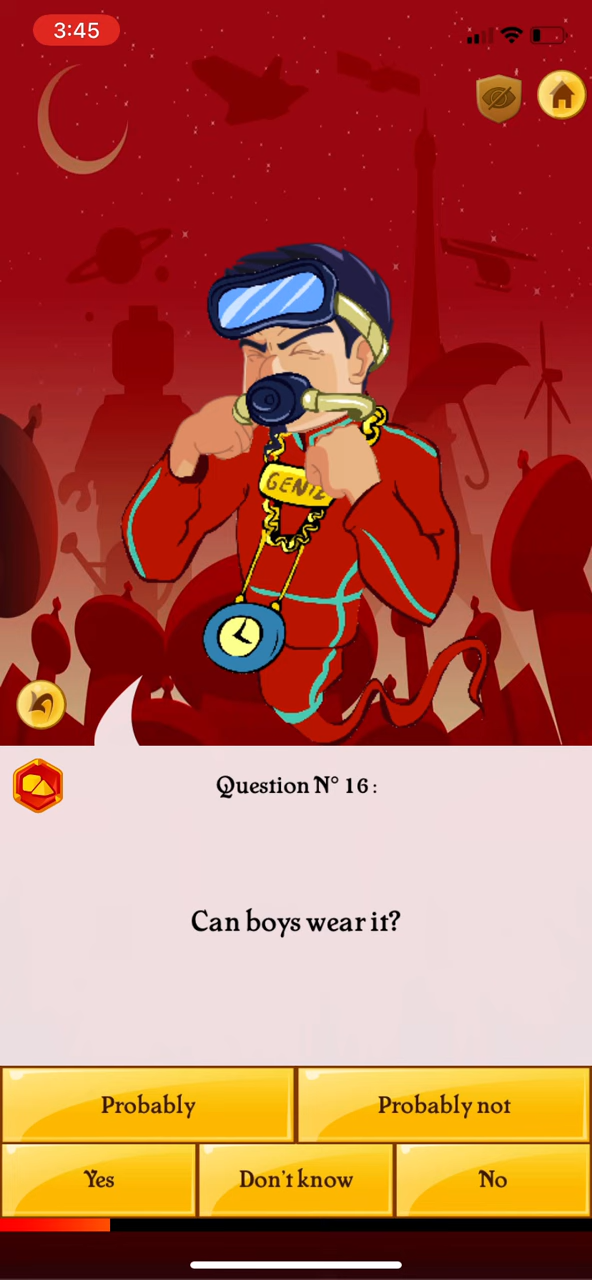 3:45
GENIE
Question N° 16 :
Can boys wear it?
Probably
Probably not
Yes
Don't know
No